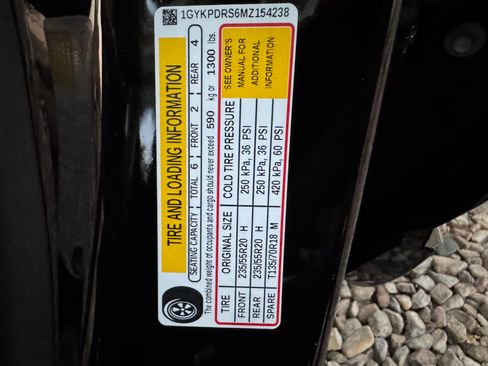 1GYKPDRS6MZ154238
TIRE AND LOADING INFORMATION
SEATING CAPACITY TOTAL 6 FRONT 2 REAR 4
The combined weight of occupants and cargo should never exceed 590 kg or 1300 lbs.
TIRE ORIGINAL SIZE COLD TIRE PRESSURE
FRONT 235/55R20 H 250 kPa, 36 PSI
REAR 235/55R20 H 250 kPa, 36 PSI
SPARE T135/70R18 M 420 kPa, 60 PSI
SEE OWNER'S
MANUAL FOR
ADDITIONAL
INFORMATION